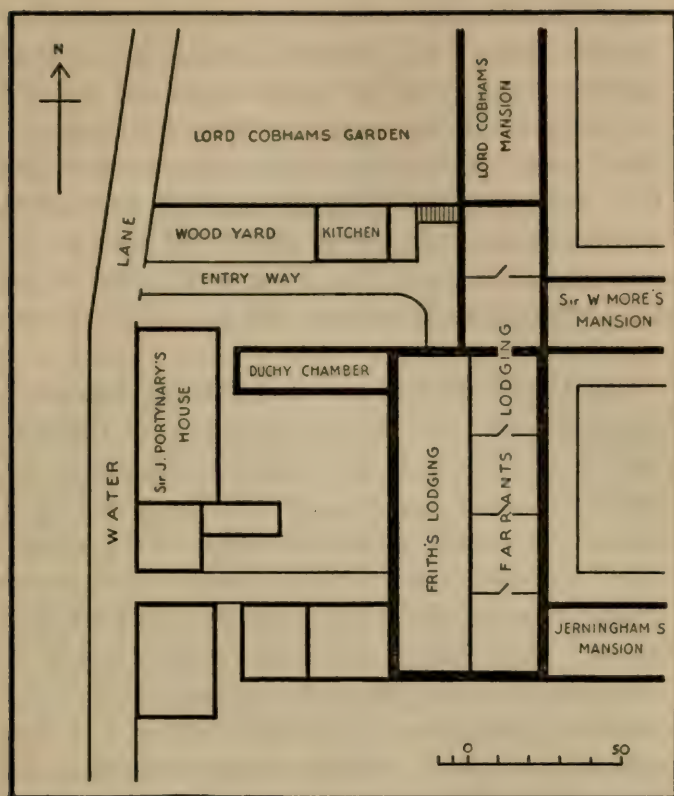 N
LORD COBHAMS
MANSION
LORD COBHAMS GARDEN
LANE
WOOD YARD
KITCHEN
ENTRY WAY
Sir W MORE'S
MANSION
Sir J. PORTYNARY'S
HOUSE
DUCHY CHAMBER
FARRANTS LODGING
FRITH'S LODGING
WATER
JERNINGHAM S
MANSION
0 50